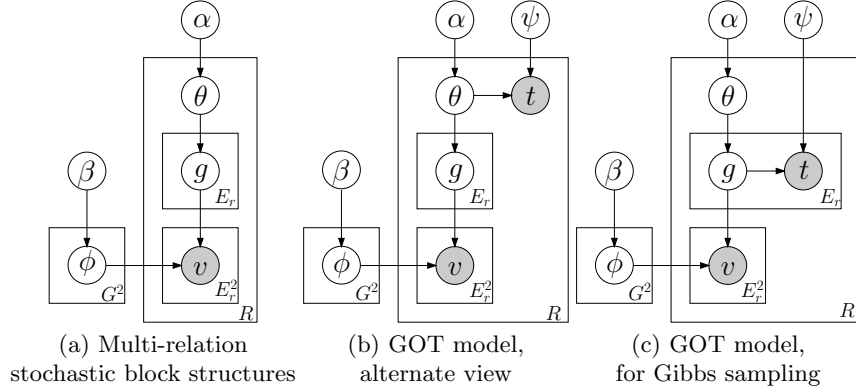 α
θ
g
E_r
β
φ
G^2
v
E_r^2
R
(a) Multi-relation
stochastic block structures
α ψ
θ t
g
E_r
β
φ
G^2
v
E_r^2
R
(b) GOT model,
alternate view
α ψ
θ
g t
E_r
β
φ
G^2
v
E_r^2
R
(c) GOT model,
for Gibbs sampling